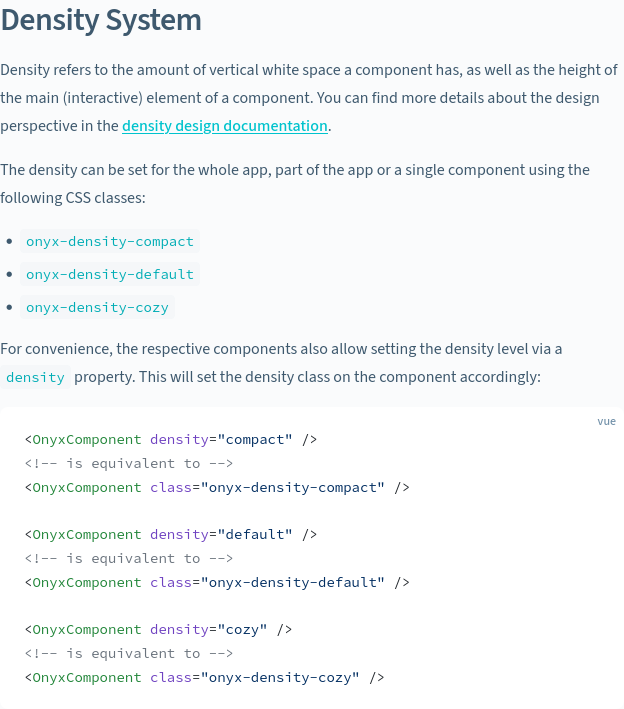 Density System
Density refers to the amount of vertical white space a component has, as well as the height of
the main (interactive) element of a component. You can find more details about the design
perspective in the density design documentation.
The density can be set for the whole app, part of the app or a single component using the
following CSS classes:
• onyx-density-compact
• onyx-density-default
• onyx-density-cozy
For convenience, the respective components also allow setting the density level via a
density property. This will set the density class on the component accordingly:
vue
<OnyxComponent density="compact" />
<!-- is equivalent to -->
<OnyxComponent class="onyx-density-compact" />
<OnyxComponent density="default" />
<!-- is equivalent to -->
<OnyxComponent class="onyx-density-default" />
<OnyxComponent density="cozy" />
<!-- is equivalent to -->
<OnyxComponent class="onyx-density-cozy" />